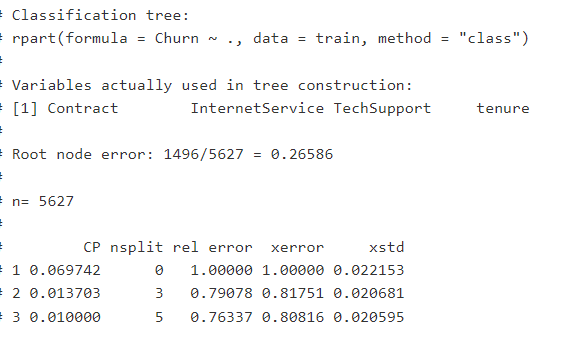 # Classification tree:
# rpart(formula = Churn ~ ., data = train, method = "class")
#
# Variables actually used in tree construction:
# [1] Contract        InternetService TechSupport     tenure
#
# Root node error: 1496/5627 = 0.26586
#
# n= 5627
#
#         CP nsplit rel error  xerror     xstd
# 1 0.069742      0   1.00000 1.00000 0.022153
# 2 0.013703      3   0.79078 0.81751 0.020681
# 3 0.010000      5   0.76337 0.80816 0.020595